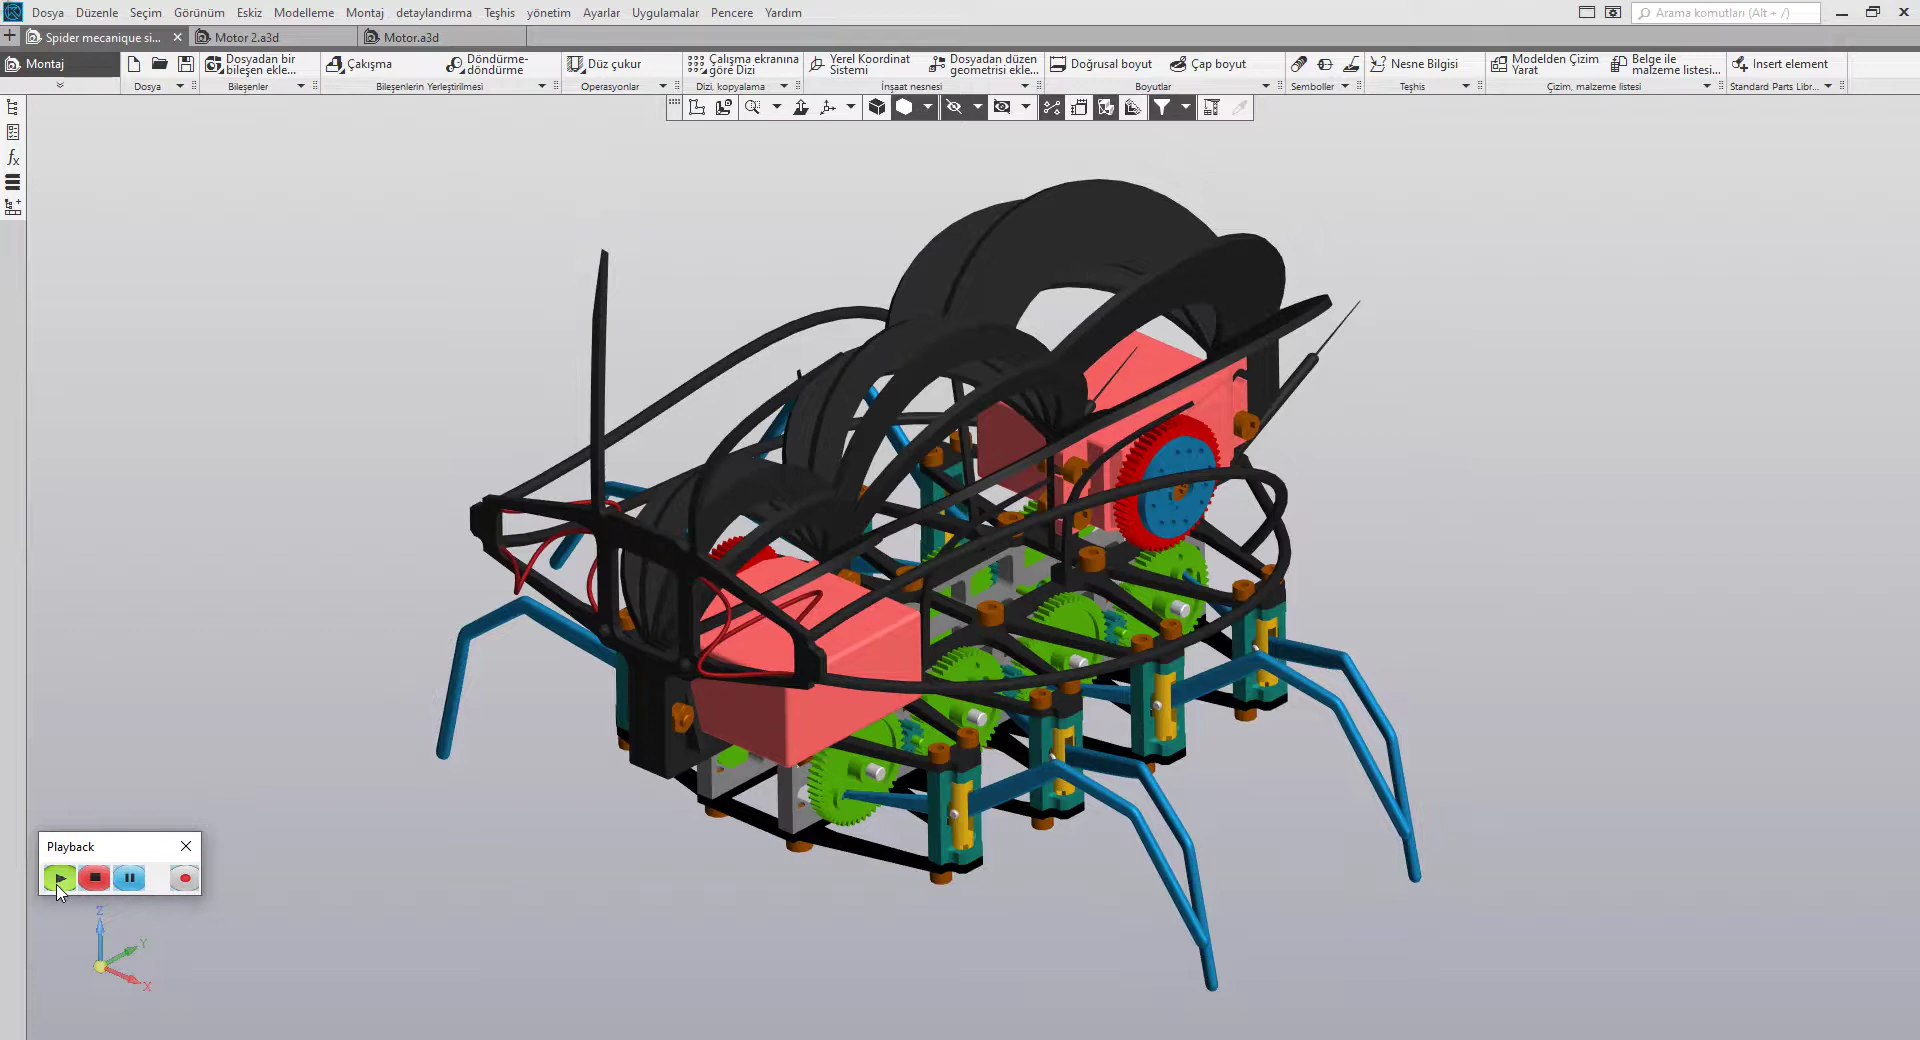 Dosya Düzenle Seçim Görünüm Eskiz Modelleme Montaj detaylandırma Teşhis yönetim Ayarlar Uygulamalar Pencere Yardım Arama komutları (Alt + /)
Spider mecanique si... Motor 2.a3d Motor.a3d
Montaj
Dosyadan bir bileşen ekle...
Çakışma
Döndürme-döndürme
Düz çukur
Çalışma ekranına göre Dizi
Yerel Koordinat Sistemi
Dosyadan düzen geometrisi ekle...
Doğrusal boyut
Çap boyut
Nesne Bilgisi
Modelden Çizim Yarat
Belge ile malzeme listesi...
Insert element
Dosya Bileşenler Bileşenlerin Yerleştirilmesi Operasyonlar Dizi, kopyalama İnşaat nesnesi Boyutlar Semboller Teşhis Çizim, malzeme listesi Standard Parts Libr...
Playback
Z
Y
X